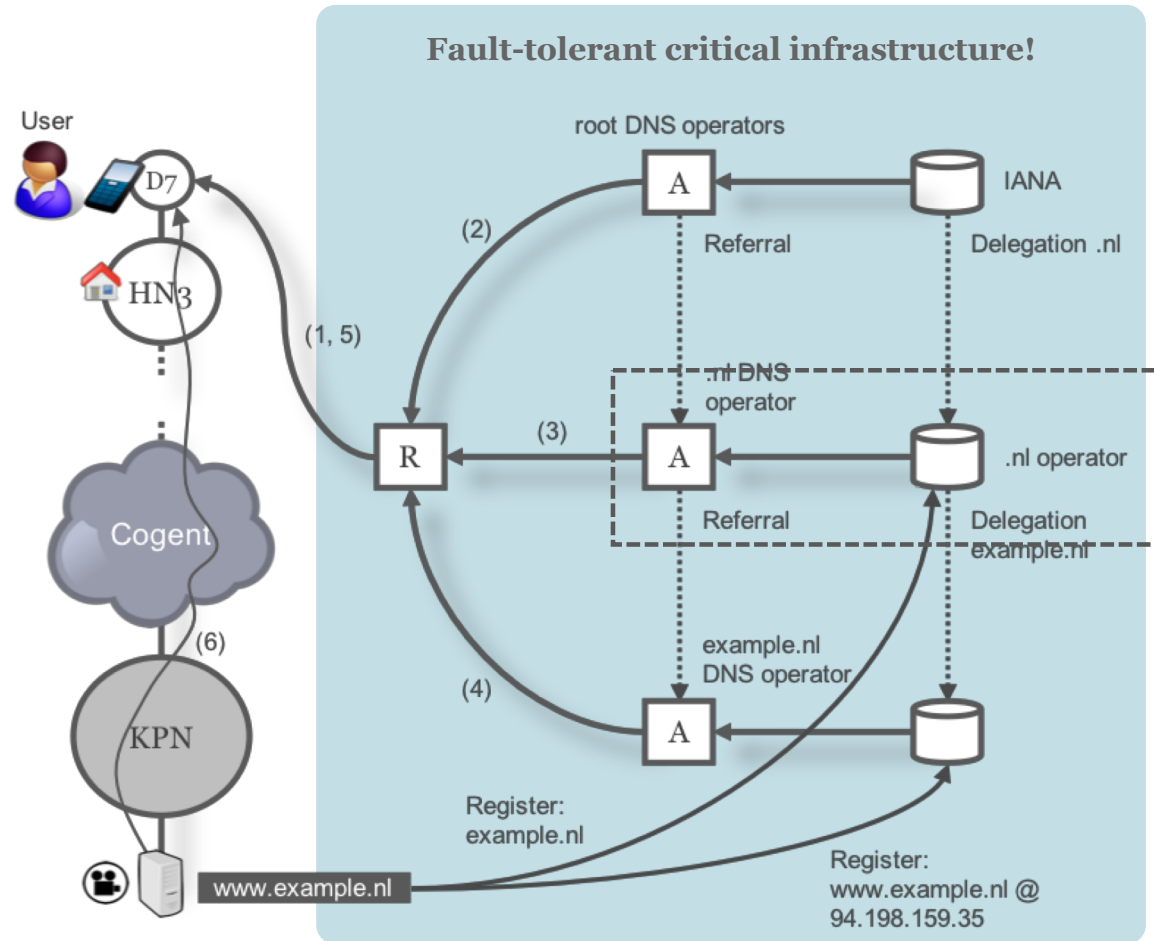 Fault-tolerant critical infrastructure!
User
root DNS operators
D7
A
IANA
(2)
Referral
Delegation .nl
HN3
(1, 5)
.nl DNS
operator
(3)
R
A
.nl operator
Cogent
Referral
Delegation
example.nl
(6)
example.nl
DNS operator
(4)
KPN
A
Register:
example.nl
Register:
www.example.nl @
94.198.159.35
www.example.nl